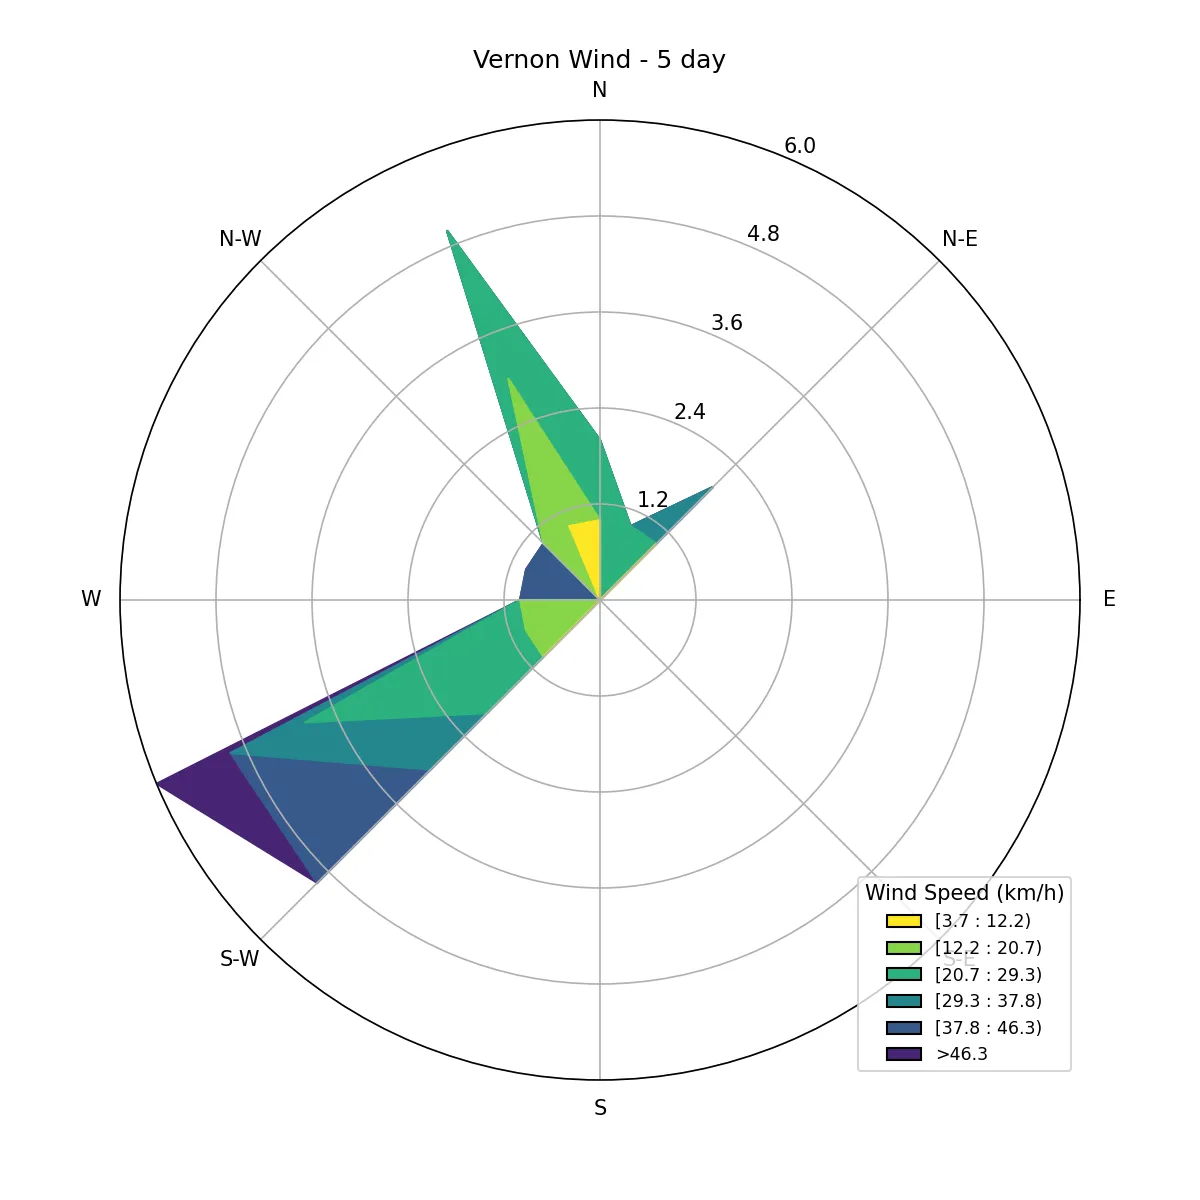 Vernon Wind - 5 day
N
6.0
N-W
4.8
N-E
3.6
2.4
1.2
W
E
S-W
S-E
S
Wind Speed (km/h)
[3.7 : 12.2)
[12.2 : 20.7)
[20.7 : 29.3)
[29.3 : 37.8)
[37.8 : 46.3)
>46.3